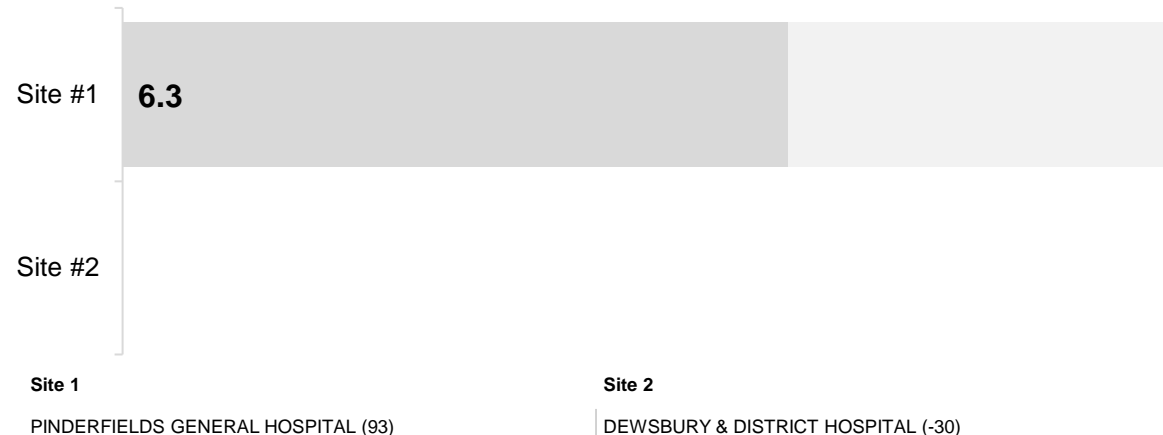 Site #1
6.3
Site #2
Site 1
Site 2
PINDERFIELDS GENERAL HOSPITAL (93)
DEWSBURY & DISTRICT HOSPITAL (-30)